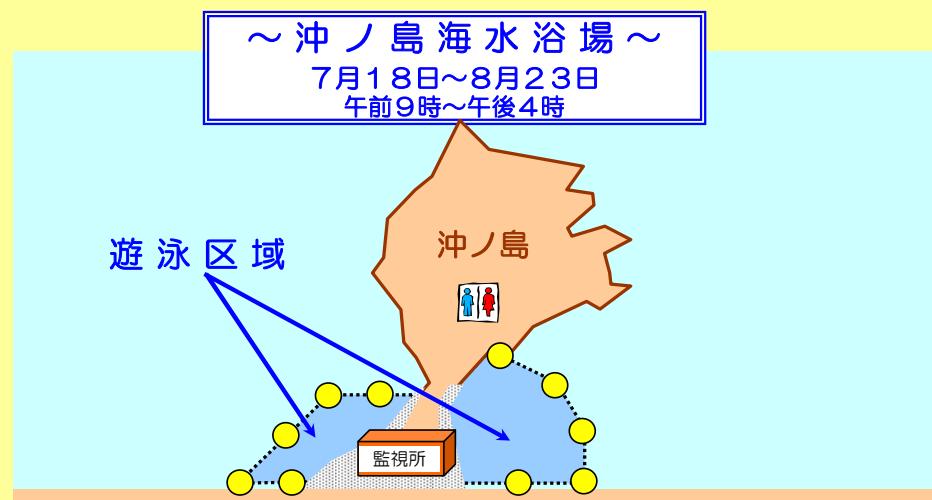 ～沖ノ島海水浴場～
７月１８日～８月２３日
午前９時～午後４時
沖ノ島
遊泳区域
監視所